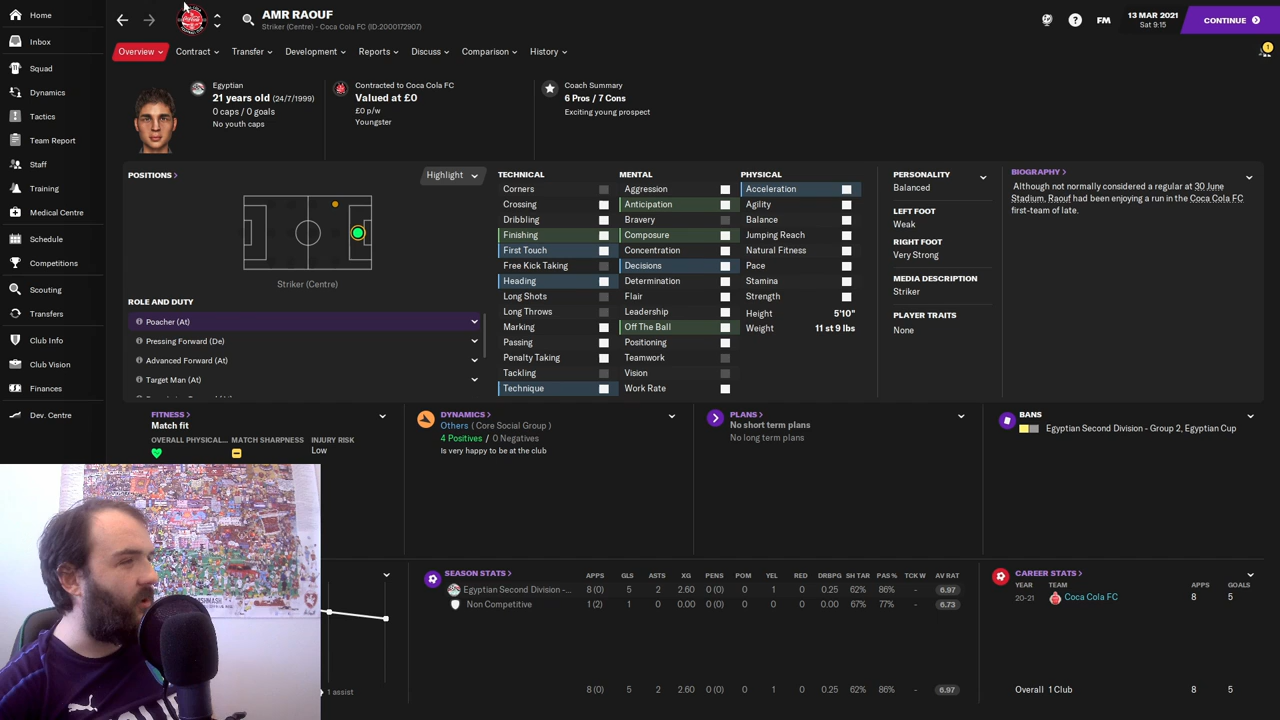 Home
Inbox
Squad
Dynamics
Tactics
Team Report
Staff
Training
Medical Centre
Schedule
Competitions
Scouting
Transfers
Club Info
Club Vision
Finances
Dev. Centre
AMR RAOUF
Striker (Centre) - Coca Cola FC (ID:2000172907)
FM
13 MAR 2021
Sat 9:15
CONTINUE
Overview
Contract
Transfer
Development
Reports
Discuss
Comparison
History
1
Egyptian
21 years old (24/7/1999)
0 caps / 0 goals
No youth caps
Contracted to Coca Cola FC
Valued at £0
£0 p/w
Youngster
Coach Summary
6 Pros / 7 Cons
Exciting young prospect
POSITIONS
Highlight
Striker (Centre)
ROLE AND DUTY
Poacher (At)
Pressing Forward (De)
Advanced Forward (At)
Target Man (At)
TECHNICAL
Corners
Crossing
Dribbling
Finishing
First Touch
Free Kick Taking
Heading
Long Shots
Long Throws
Marking
Passing
Penalty Taking
Tackling
Technique
MENTAL
Aggression
Anticipation
Bravery
Composure
Concentration
Decisions
Determination
Flair
Leadership
Off The Ball
Positioning
Teamwork
Vision
Work Rate
PHYSICAL
Acceleration
Agility
Balance
Jumping Reach
Natural Fitness
Pace
Stamina
Strength
Height 5'10"
Weight 11 st 9 lbs
PERSONALITY
Balanced
LEFT FOOT
Weak
RIGHT FOOT
Very Strong
MEDIA DESCRIPTION
Striker
PLAYER TRAITS
None
BIOGRAPHY
Although not normally considered a regular at 30 June
Stadium, Raouf had been enjoying a run in the Coca Cola FC
first-team of late.
FITNESS
Match fit
OVERALL PHYSICAL... MATCH SHARPNESS INJURY RISK
Low
DYNAMICS
Others ( Core Social Group )
4 Positives / 0 Negatives
Is very happy to be at the club
PLANS
No short term plans
No long term plans
BANS
Egyptian Second Division - Group 2, Egyptian Cup
1 assist
SEASON STATS APPS GLS ASTS XG PENS POM YEL RED DRBPG SH TAR PAS% TCK W AV RAT
Egyptian Second Division -... 8 (0) 5 2 2.60 0 (0) 0 1 0 0.25 62% 86% - 6.97
Non Competitive 1 (2) 1 0 0.00 0 (0) 0 0 0 0.00 67% 77% - 6.73
8 (0) 5 2 2.60 0 (0) 0 1 0 0.25 62% 86% - 6.97
CAREER STATS
YEAR TEAM APPS GOALS
20-21 Coca Cola FC 8 5
Overall 1 Club 8 5